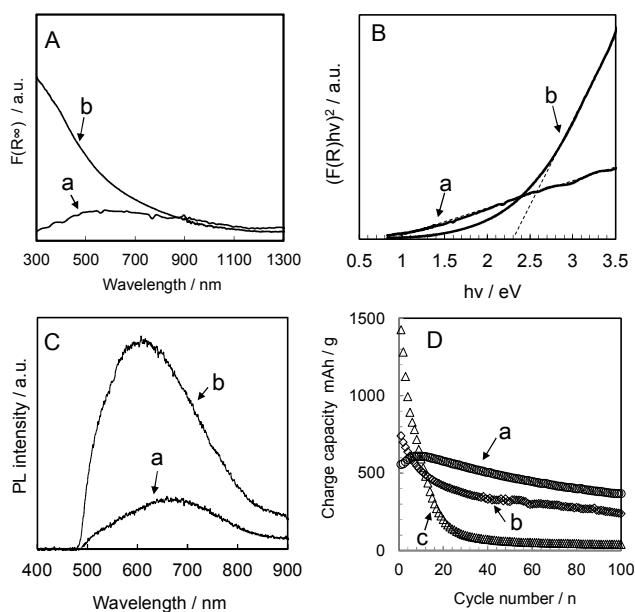 A
b
a
F(R∞) / a.u.
300 500 700 900 1100 1300
Wavelength / nm
B
b
a
(F(R)hν)²/ a.u.
0.5 1 1.5 2 2.5 3 3.5
hν / eV
C
b
a
PL intensity / a.u.
400 500 600 700 800 900
Wavelength / nm
D
a
b
c
Charge capacity mAh / g
1500
1000
500
0
0 20 40 60 80 100
Cycle number / n